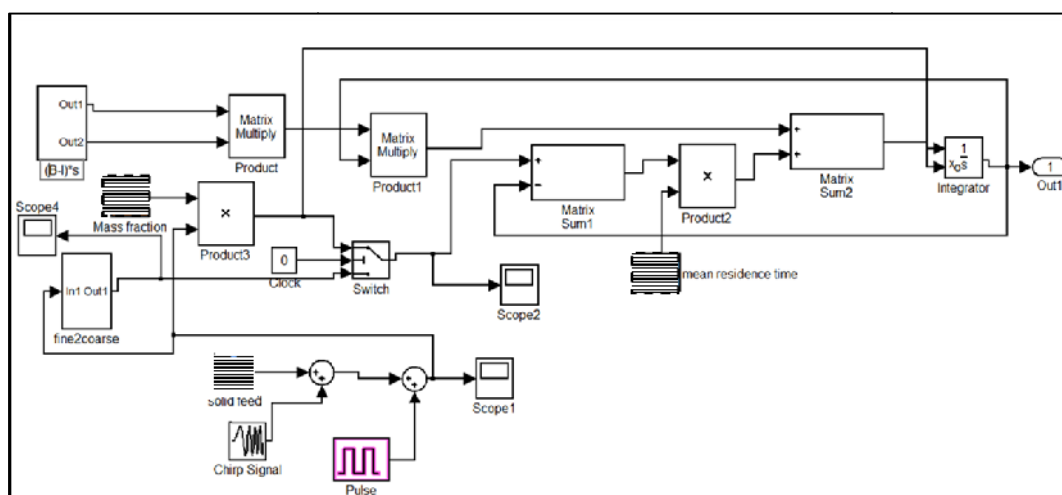 Out1
Out2
(B-I)*s
Matrix
Multiply
Product
Matrix
Multiply
Product1
+
−
Matrix
Sum1
×
Product2
+
+
Matrix
Sum2
1
xo s
Integrator
1
Out1
Scope4
Mass fraction
×
Product3
0
Clock
Switch
Scope2
mean residence time
In1 Out1
fine2coarse
solid feed
+
+
+
+
Scope1
Chirp Signal
Pulse